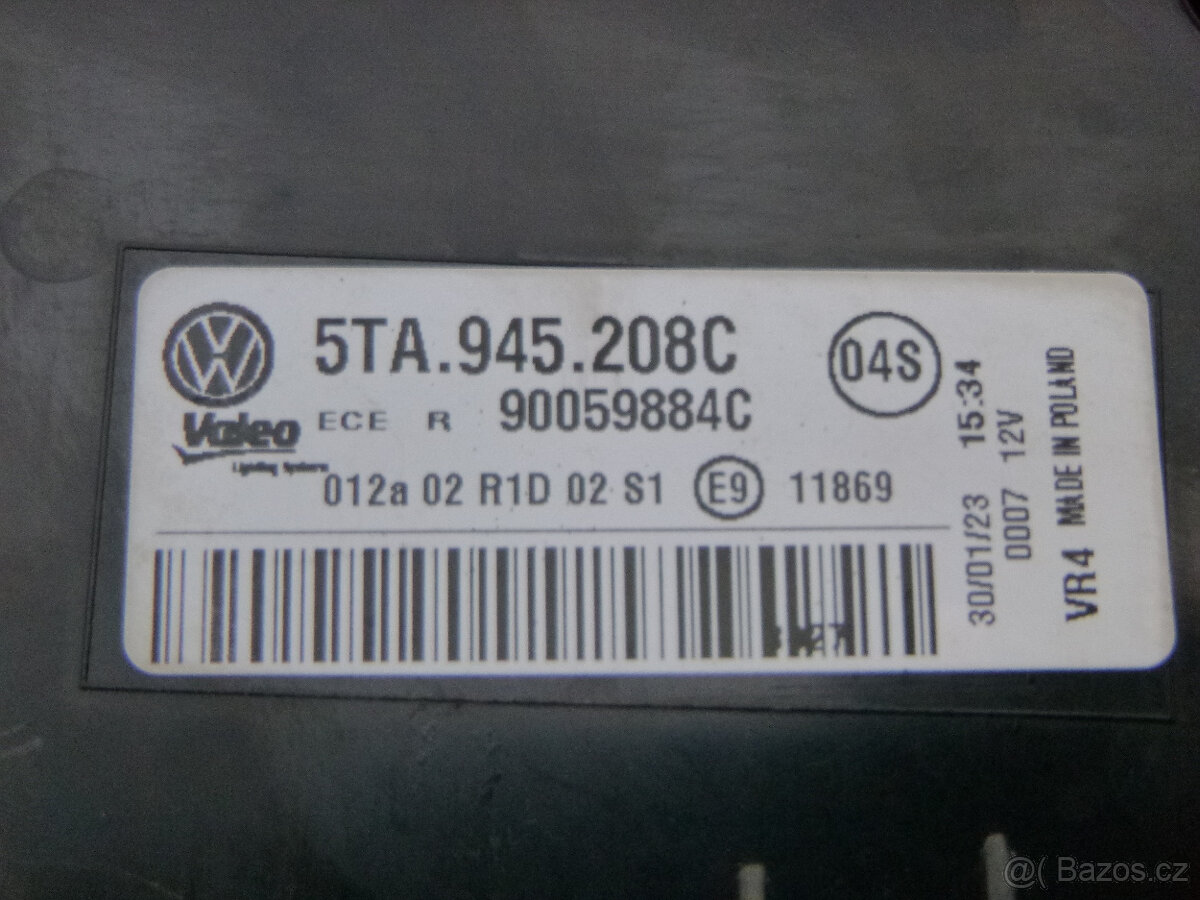 5TA.945.208C
04S
Valeo
ECE R 90059884C
Lighting Systems
012a 02 R1D 02 S1 E9 11869
30/01/23 15:34
0007 12V
VR4 MADE IN POLAND
@( Bazos.cz